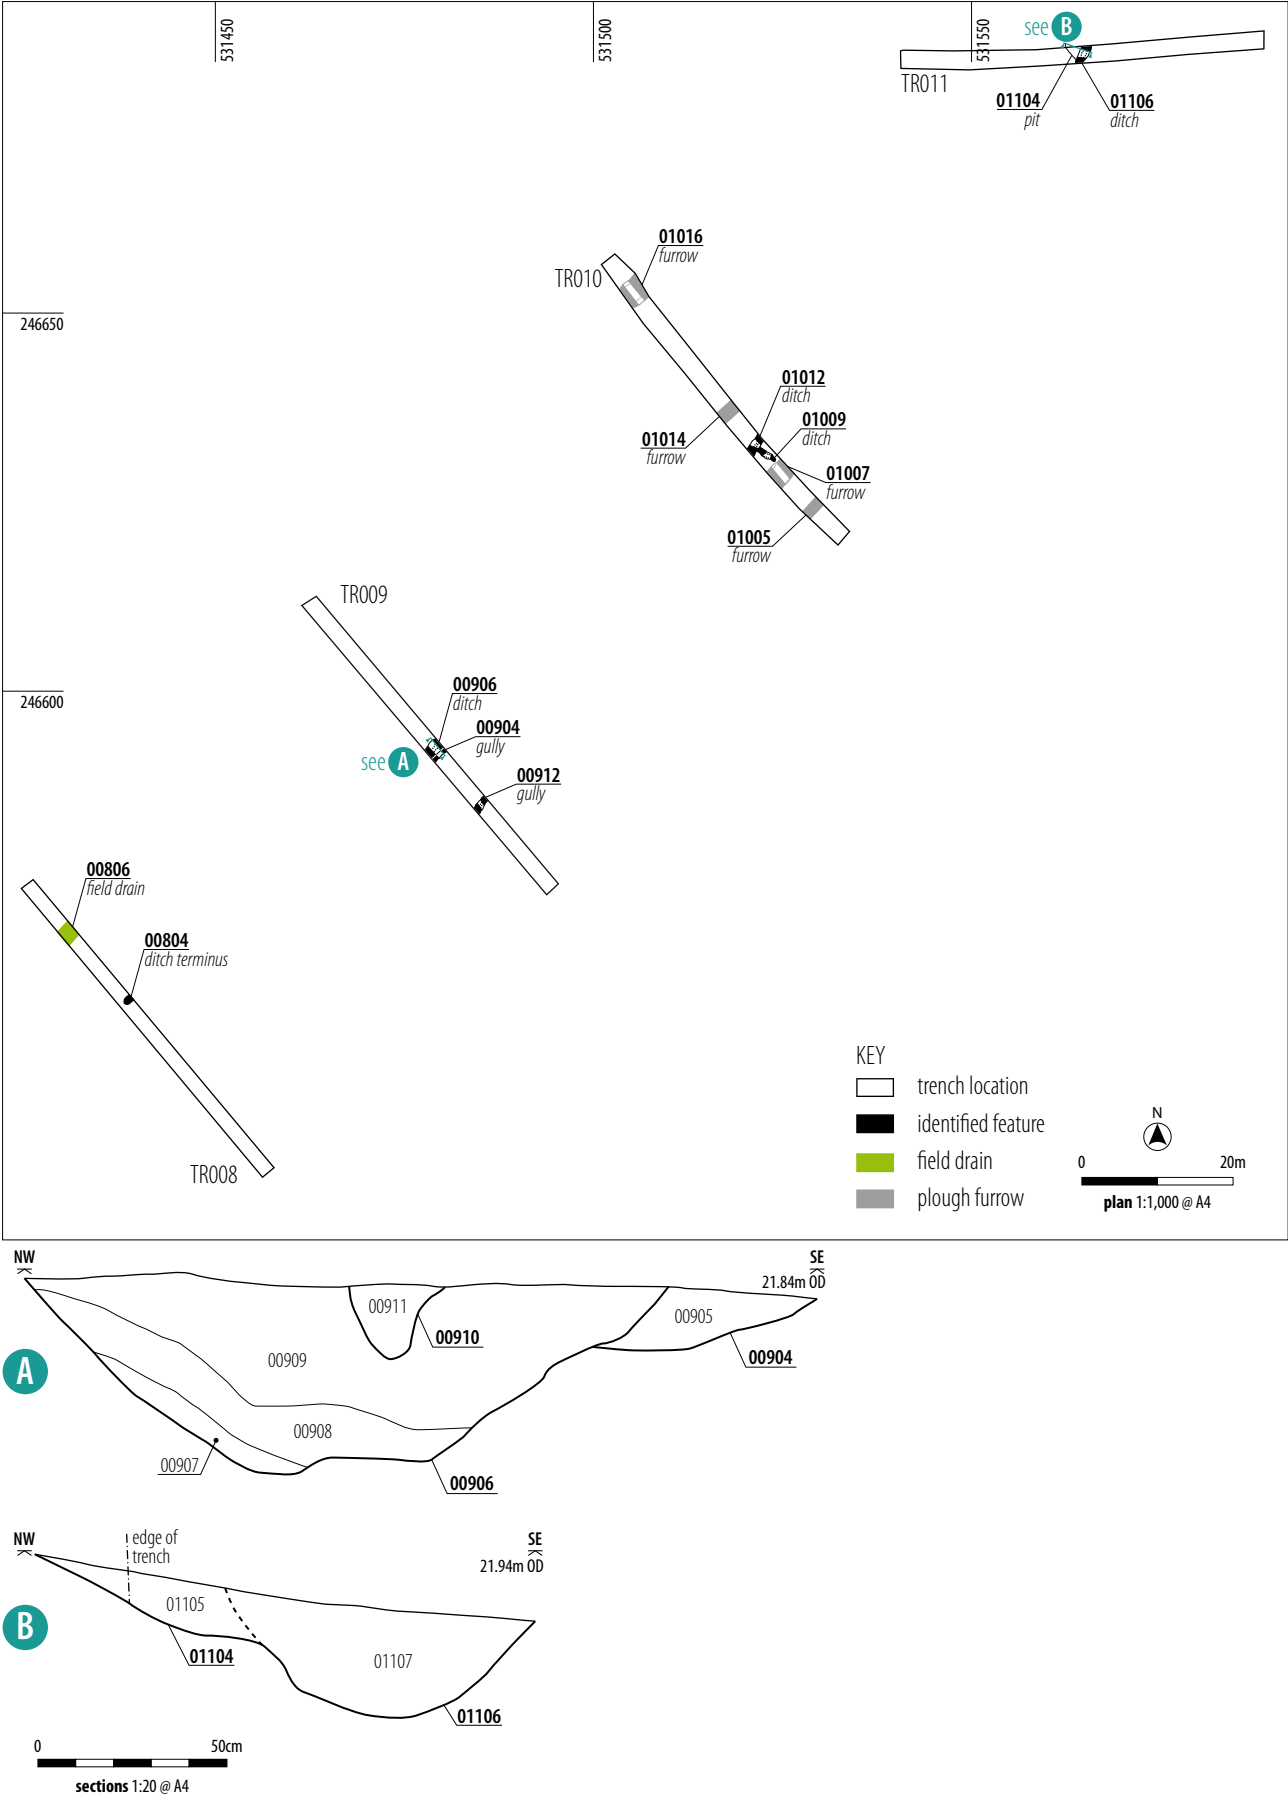 531450
531500
531550
see B
TR011
01104
pit
01106
ditch
01016
furrow
TR010
246650
01012
ditch
01009
ditch
01014
furrow
01007
furrow
01005
furrow
TR009
246600
00906
ditch
00904
gully
see A
00912
gully
00806
field drain
00804
ditch terminus
TR008
KEY
trench location
identified feature
field drain
plough furrow
N
0 20m
plan 1:1,000 @ A4
NW
SE
21.84m OD
00911
00910
00905
00904
00909
A
00908
00907
00906
NW
edge of
trench
SE
21.94m OD
01105
B
01104
01107
01106
0 50cm
sections 1:20 @ A4